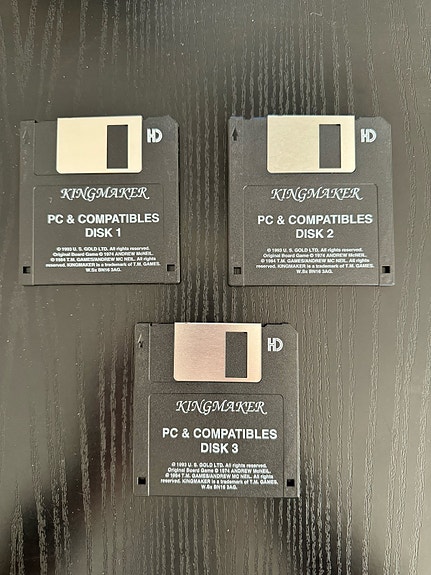 HD
KINGMAKER
PC & COMPATIBLES
DISK 1
© 1993 U. S. GOLD LTD. All rights reserved.
Original Board Game © 1974 ANDREW McNEIL.
© 1994 T.M. GAMES/ANDREW MC NEIL. All rights
reserved. KINGMAKER is a trademark of T.M. GAMES.
W.Sx BN16 3AG.
HD
KINGMAKER
PC & COMPATIBLES
DISK 2
© 1993 U. S. GOLD LTD. All rights reserved.
Original Board Game © 1974 ANDREW McNEIL.
© 1994 T.M. GAMES/ANDREW MC NEIL. All rights
reserved. KINGMAKER is a trademark of T.M. GAMES.
W.Sx BN16 3AG.
HD
KINGMAKER
PC & COMPATIBLES
DISK 3
© 1993 U. S. GOLD LTD. All rights reserved.
Original Board Game © 1974 ANDREW McNEIL.
© 1994 T.M. GAMES/ANDREW MC NEIL. All rights
reserved. KINGMAKER is a trademark of T.M. GAMES.
W.Sx BN16 3AG.